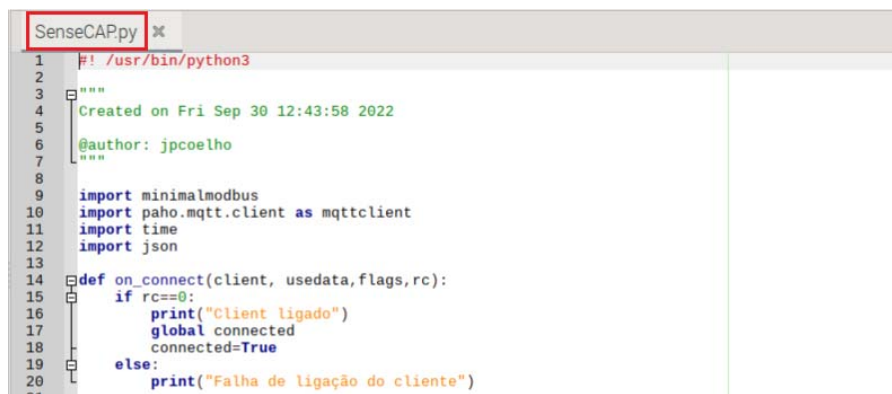 SenseCAP.py ×
1 #! /usr/bin/python3
2
3 """
4 Created on Fri Sep 30 12:43:58 2022
5
6 @author: jpcoelho
7 """
8
9 import minimalmodbus
10 import paho.mqtt.client as mqttclient
11 import time
12 import json
13
14 def on_connect(client, usedata,flags,rc):
15     if rc==0:
16         print("Client ligado")
17         global connected
18         connected=True
19     else:
20         print("Falha de ligação do cliente")